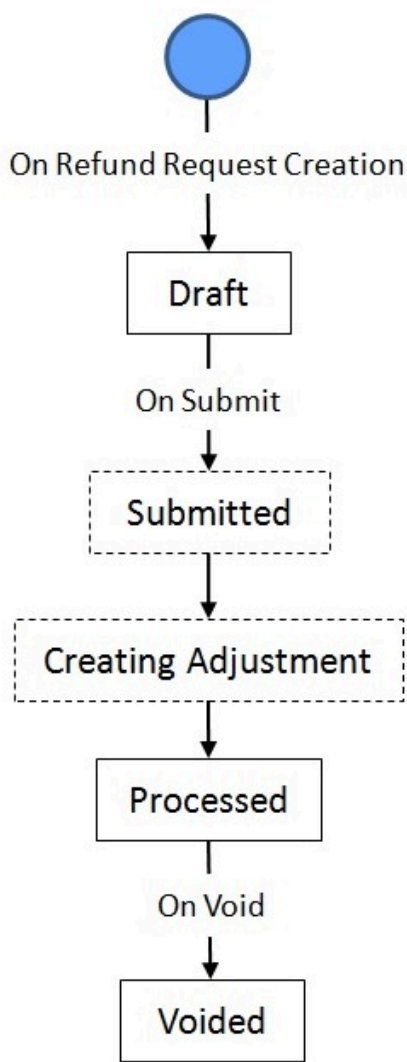 On Refund Request Creation
Draft
On Submit
Submitted
Creating Adjustment
Processed
On Void
Voided